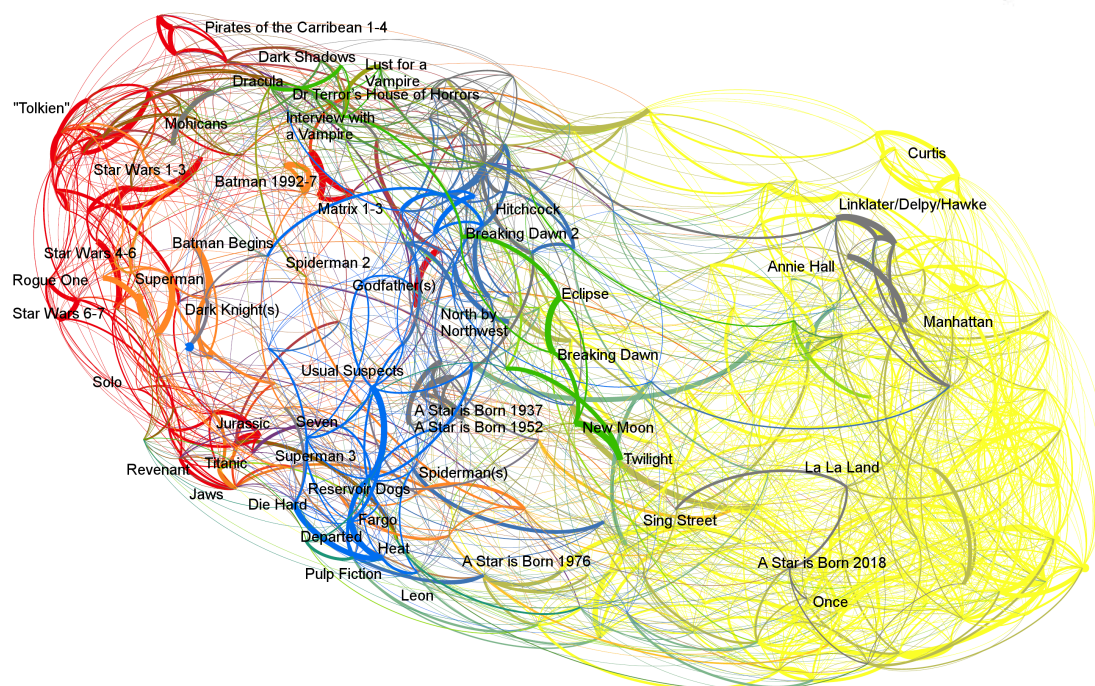 Pirates of the Carribean 1-4
Dark Shadows
Lust for a
Vampire
Dracula
Dr Terror's House of Horrors
"Tolkien"
Mohicans
Interview with
a Vampire
Curtis
Star Wars 1-3
Batman 1992-7
Matrix 1-3
Hitchcock
Linklater/Delpy/Hawke
Breaking Dawn 2
Batman Begins
Star Wars 4-6
Spiderman 2
Annie Hall
Rogue One
Superman
Godfather(s)
Eclipse
Star Wars 6-7
Dark Knight(s)
North by
Northwest
Manhattan
Breaking Dawn
Usual Suspects
Solo
A Star is Born 1937
A Star is Born 1952
Jurassic
Seven
New Moon
Superman 3
Titanic
Twilight
Revenant
Spiderman(s)
La La Land
Jaws
Reservoir Dogs
Die Hard
Fargo
Sing Street
Departed
Heat
A Star is Born 1976
A Star is Born 2018
Pulp Fiction
Leon
Once